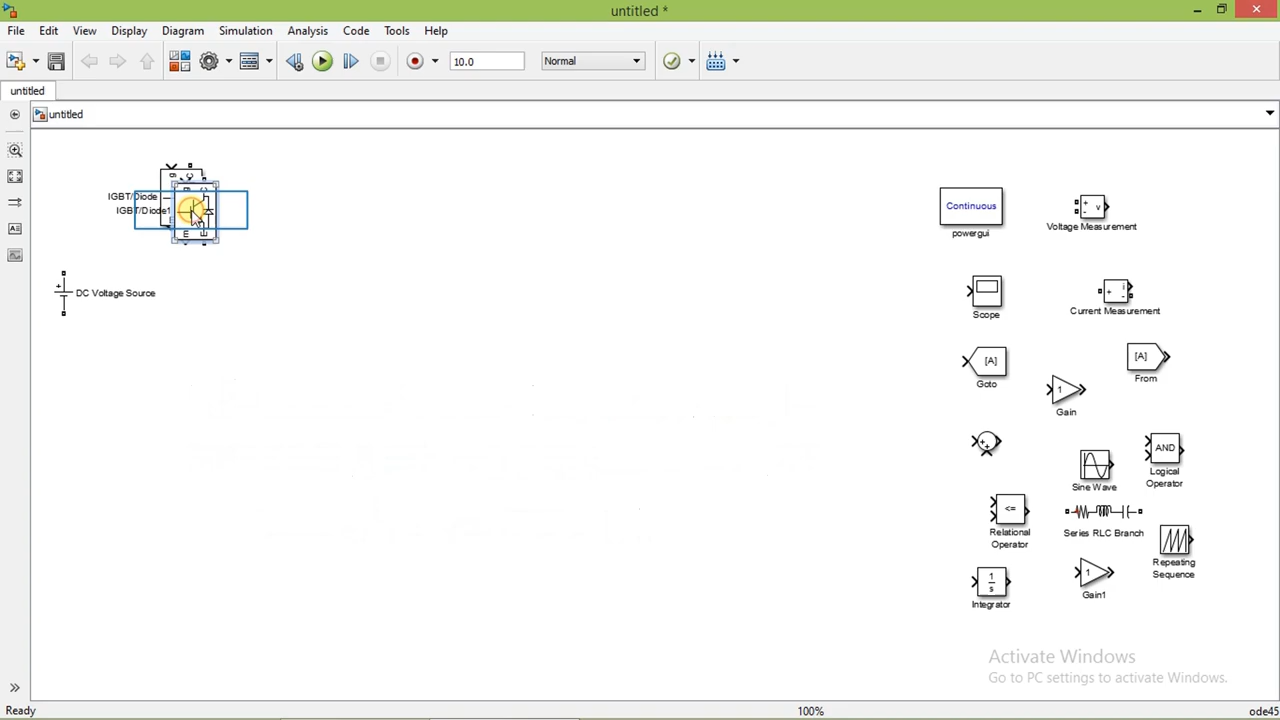 untitled *
File Edit View Display Diagram Simulation Analysis Code Tools Help
10.0 Normal
untitled
untitled
IGBT/Diode
IGBT/Diode1
g C
g C
m E
DC Voltage Source
+
Continuous
powergui
+ - v
Voltage Measurement
Scope
+ i -
Current Measurement
[A]
Goto
[A]
From
1
Gain
+ +
Sine Wave
AND
Logical
Operator
<=
Relational
Operator
Series RLC Branch
Repeating
Sequence
1
s
Integrator
1
Gain1
Activate Windows
Go to PC settings to activate Windows.
Ready 100% ode45